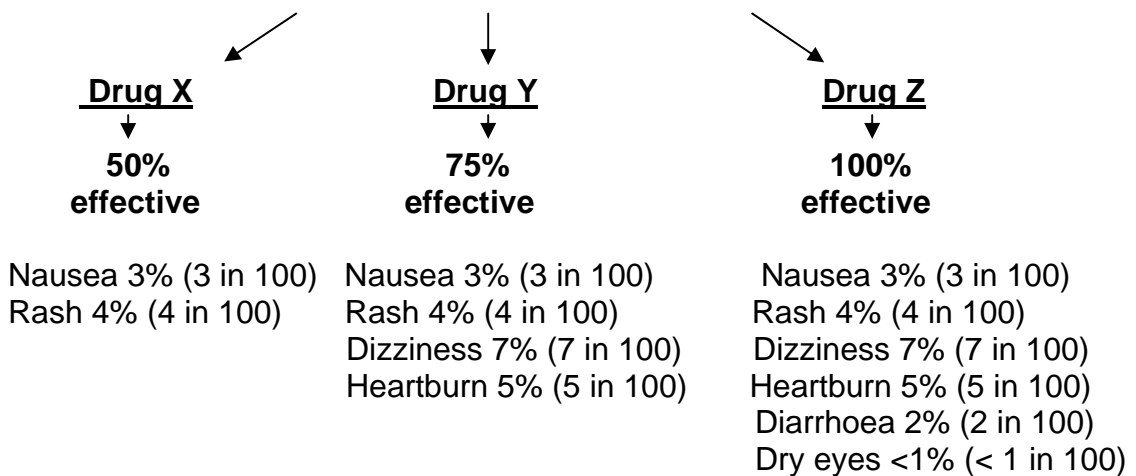 Drug X
50%
effective
Nausea 3% (3 in 100)
Rash 4% (4 in 100)
Drug Y
75%
effective
Nausea 3% (3 in 100)
Rash 4% (4 in 100)
Dizziness 7% (7 in 100)
Heartburn 5% (5 in 100)
Drug Z
100%
effective
Nausea 3% (3 in 100)
Rash 4% (4 in 100)
Dizziness 7% (7 in 100)
Heartburn 5% (5 in 100)
Diarrhoea 2% (2 in 100)
Dry eyes <1% (< 1 in 100)